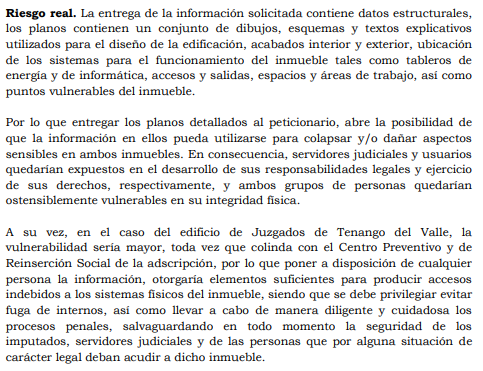 Riesgo real. La entrega de la información solicitada contiene datos estructurales,
los planos contienen un conjunto de dibujos, esquemas y textos explicativos
utilizados para el diseño de la edificación, acabados interior y exterior, ubicación
de los sistemas para el funcionamiento del inmueble tales como tableros de
energía y de informática, accesos y salidas, espacios y áreas de trabajo, así como
puntos vulnerables del inmueble.
Por lo que entregar los planos detallados al peticionario, abre la posibilidad de
que la información en ellos pueda utilizarse para colapsar y/o dañar aspectos
sensibles en ambos inmuebles. En consecuencia, servidores judiciales y usuarios
quedarían expuestos en el desarrollo de sus responsabilidades legales y ejercicio
de sus derechos, respectivamente, y ambos grupos de personas quedarían
ostensiblemente vulnerables en su integridad física.
A su vez, en el caso del edificio de Juzgados de Tenango del Valle, la
vulnerabilidad sería mayor, toda vez que colinda con el Centro Preventivo y de
Reinserción Social de la adscripción, por lo que poner a disposición de cualquier
persona la información, otorgaría elementos suficientes para producir accesos
indebidos a los sistemas físicos del inmueble, siendo que se debe privilegiar evitar
fuga de internos, así como llevar a cabo de manera diligente y cuidadosa los
procesos penales, salvaguardando en todo momento la seguridad de los
imputados, servidores judiciales y de las personas que por alguna situación de
carácter legal deban acudir a dicho inmueble.